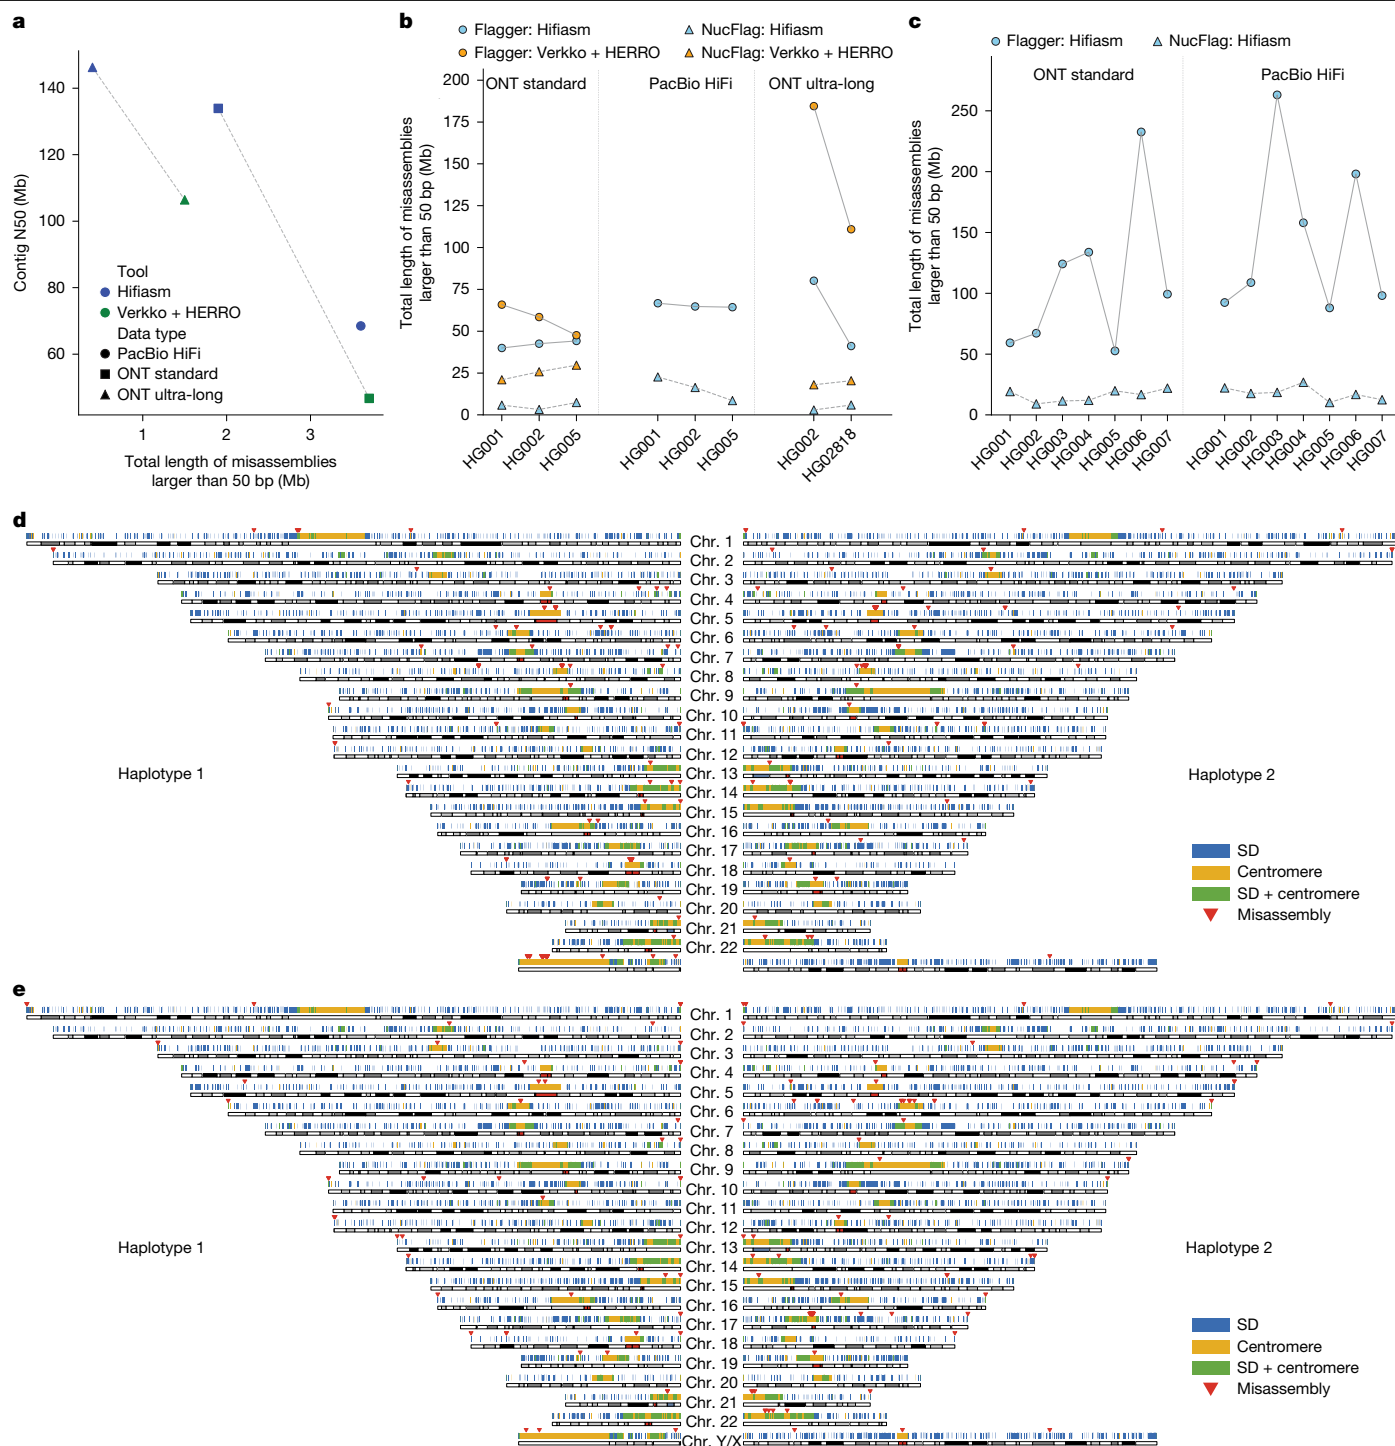 a
Contig N50 (Mb)
140
120
100
80
60
Tool
Hifiasm
Verkko + HERRO
Data type
PacBio HiFi
ONT standard
ONT ultra-long
1
2
3
Total length of misassemblies
larger than 50 bp (Mb)
b
Flagger: Hifiasm
NucFlag: Hifiasm
Flagger: Verkko + HERRO
NucFlag: Verkko + HERRO
ONT standard
PacBio HiFi
ONT ultra-long
Total length of misassemblies
larger than 50 bp (Mb)
200
175
150
125
100
75
50
25
0
HG001
HG002
HG005
HG001
HG002
HG005
HG002
HG02818
c
Flagger: Hifiasm
NucFlag: Hifiasm
ONT standard
PacBio HiFi
Total length of misassemblies
larger than 50 bp (Mb)
250
200
150
100
50
0
HG001
HG002
HG003
HG004
HG005
HG006
HG007
HG001
HG002
HG003
HG004
HG005
HG006
HG007
d
Chr. 1
Chr. 2
Chr. 3
Chr. 4
Chr. 5
Chr. 6
Chr. 7
Chr. 8
Chr. 9
Chr. 10
Chr. 11
Chr. 12
Chr. 13
Chr. 14
Chr. 15
Chr. 16
Chr. 17
Chr. 18
Chr. 19
Chr. 20
Chr. 21
Chr. 22
Haplotype 1
Haplotype 2
SD
Centromere
SD + centromere
Misassembly
e
Chr. 1
Chr. 2
Chr. 3
Chr. 4
Chr. 5
Chr. 6
Chr. 7
Chr. 8
Chr. 9
Chr. 10
Chr. 11
Chr. 12
Chr. 13
Chr. 14
Chr. 15
Chr. 16
Chr. 17
Chr. 18
Chr. 19
Chr. 20
Chr. 21
Chr. 22
Chr. Y/X
Haplotype 1
Haplotype 2
SD
Centromere
SD + centromere
Misassembly